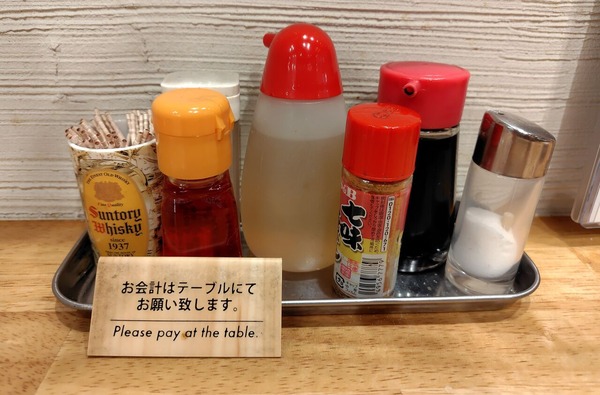 Suntory
Whisky
SINCE
1937
七味
お会計はテーブルにて
お願い致します。
Please pay at the table.